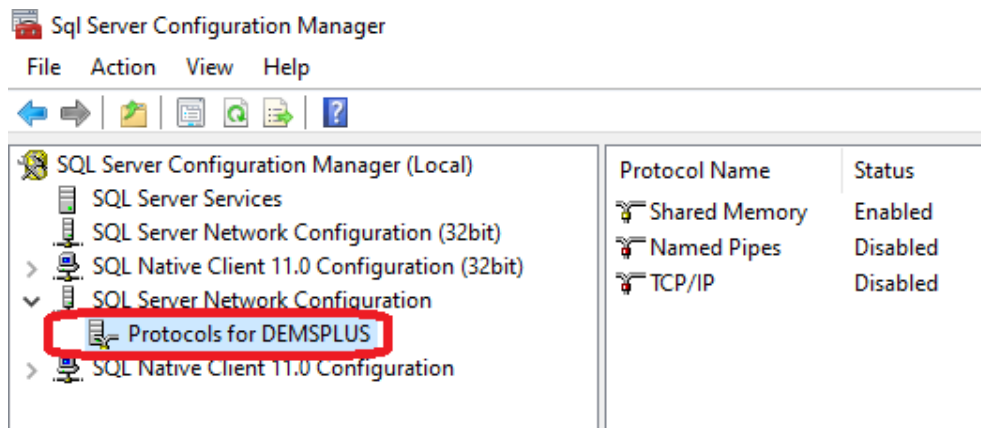 Sql Server Configuration Manager
File Action View Help
SQL Server Configuration Manager (Local)
SQL Server Services
SQL Server Network Configuration (32bit)
SQL Native Client 11.0 Configuration (32bit)
SQL Server Network Configuration
Protocols for DEMSPLUS
SQL Native Client 11.0 Configuration
Protocol Name Status
Shared Memory Enabled
Named Pipes Disabled
TCP/IP Disabled